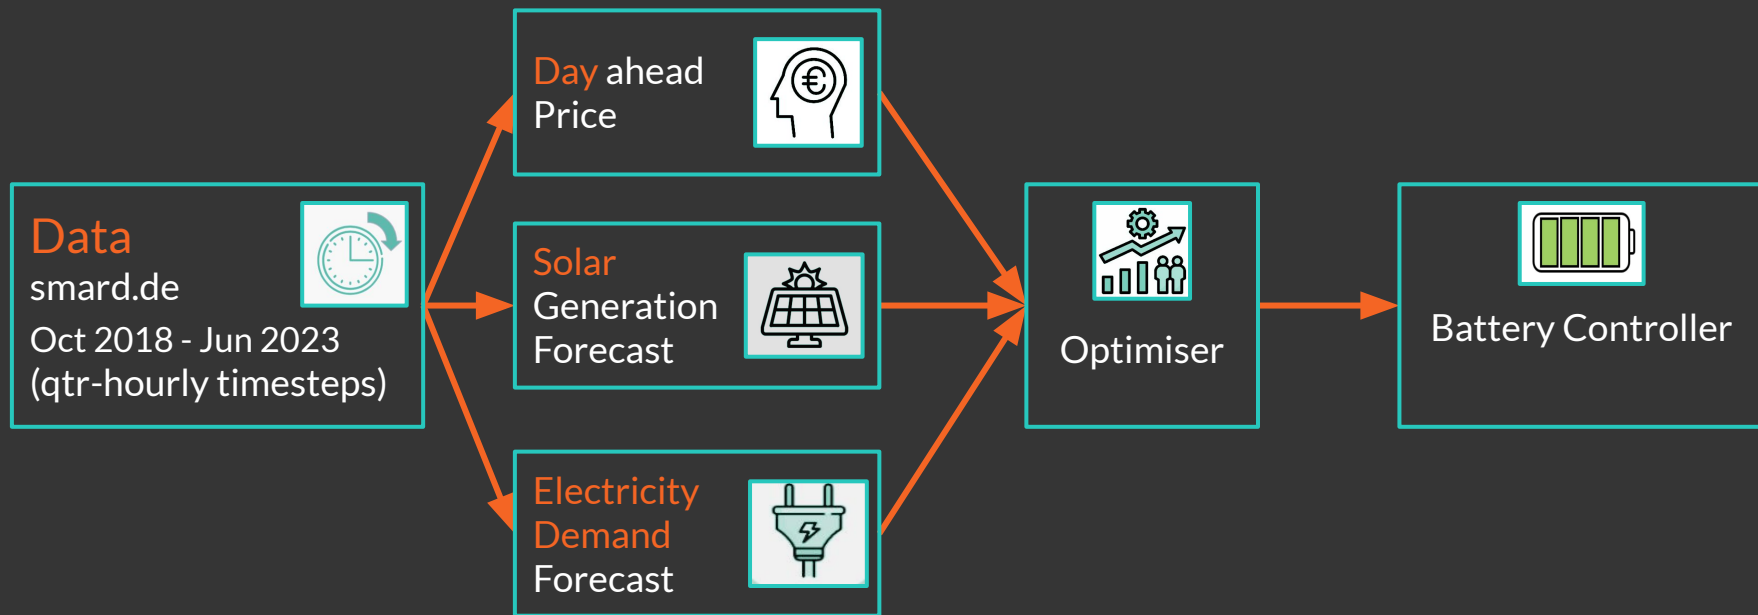 Data
smard.de
Oct 2018 - Jun 2023
(qtr-hourly timesteps)
Day ahead
Price
€
Solar
Generation
Forecast
Electricity
Demand
Forecast
Optimiser
Battery Controller